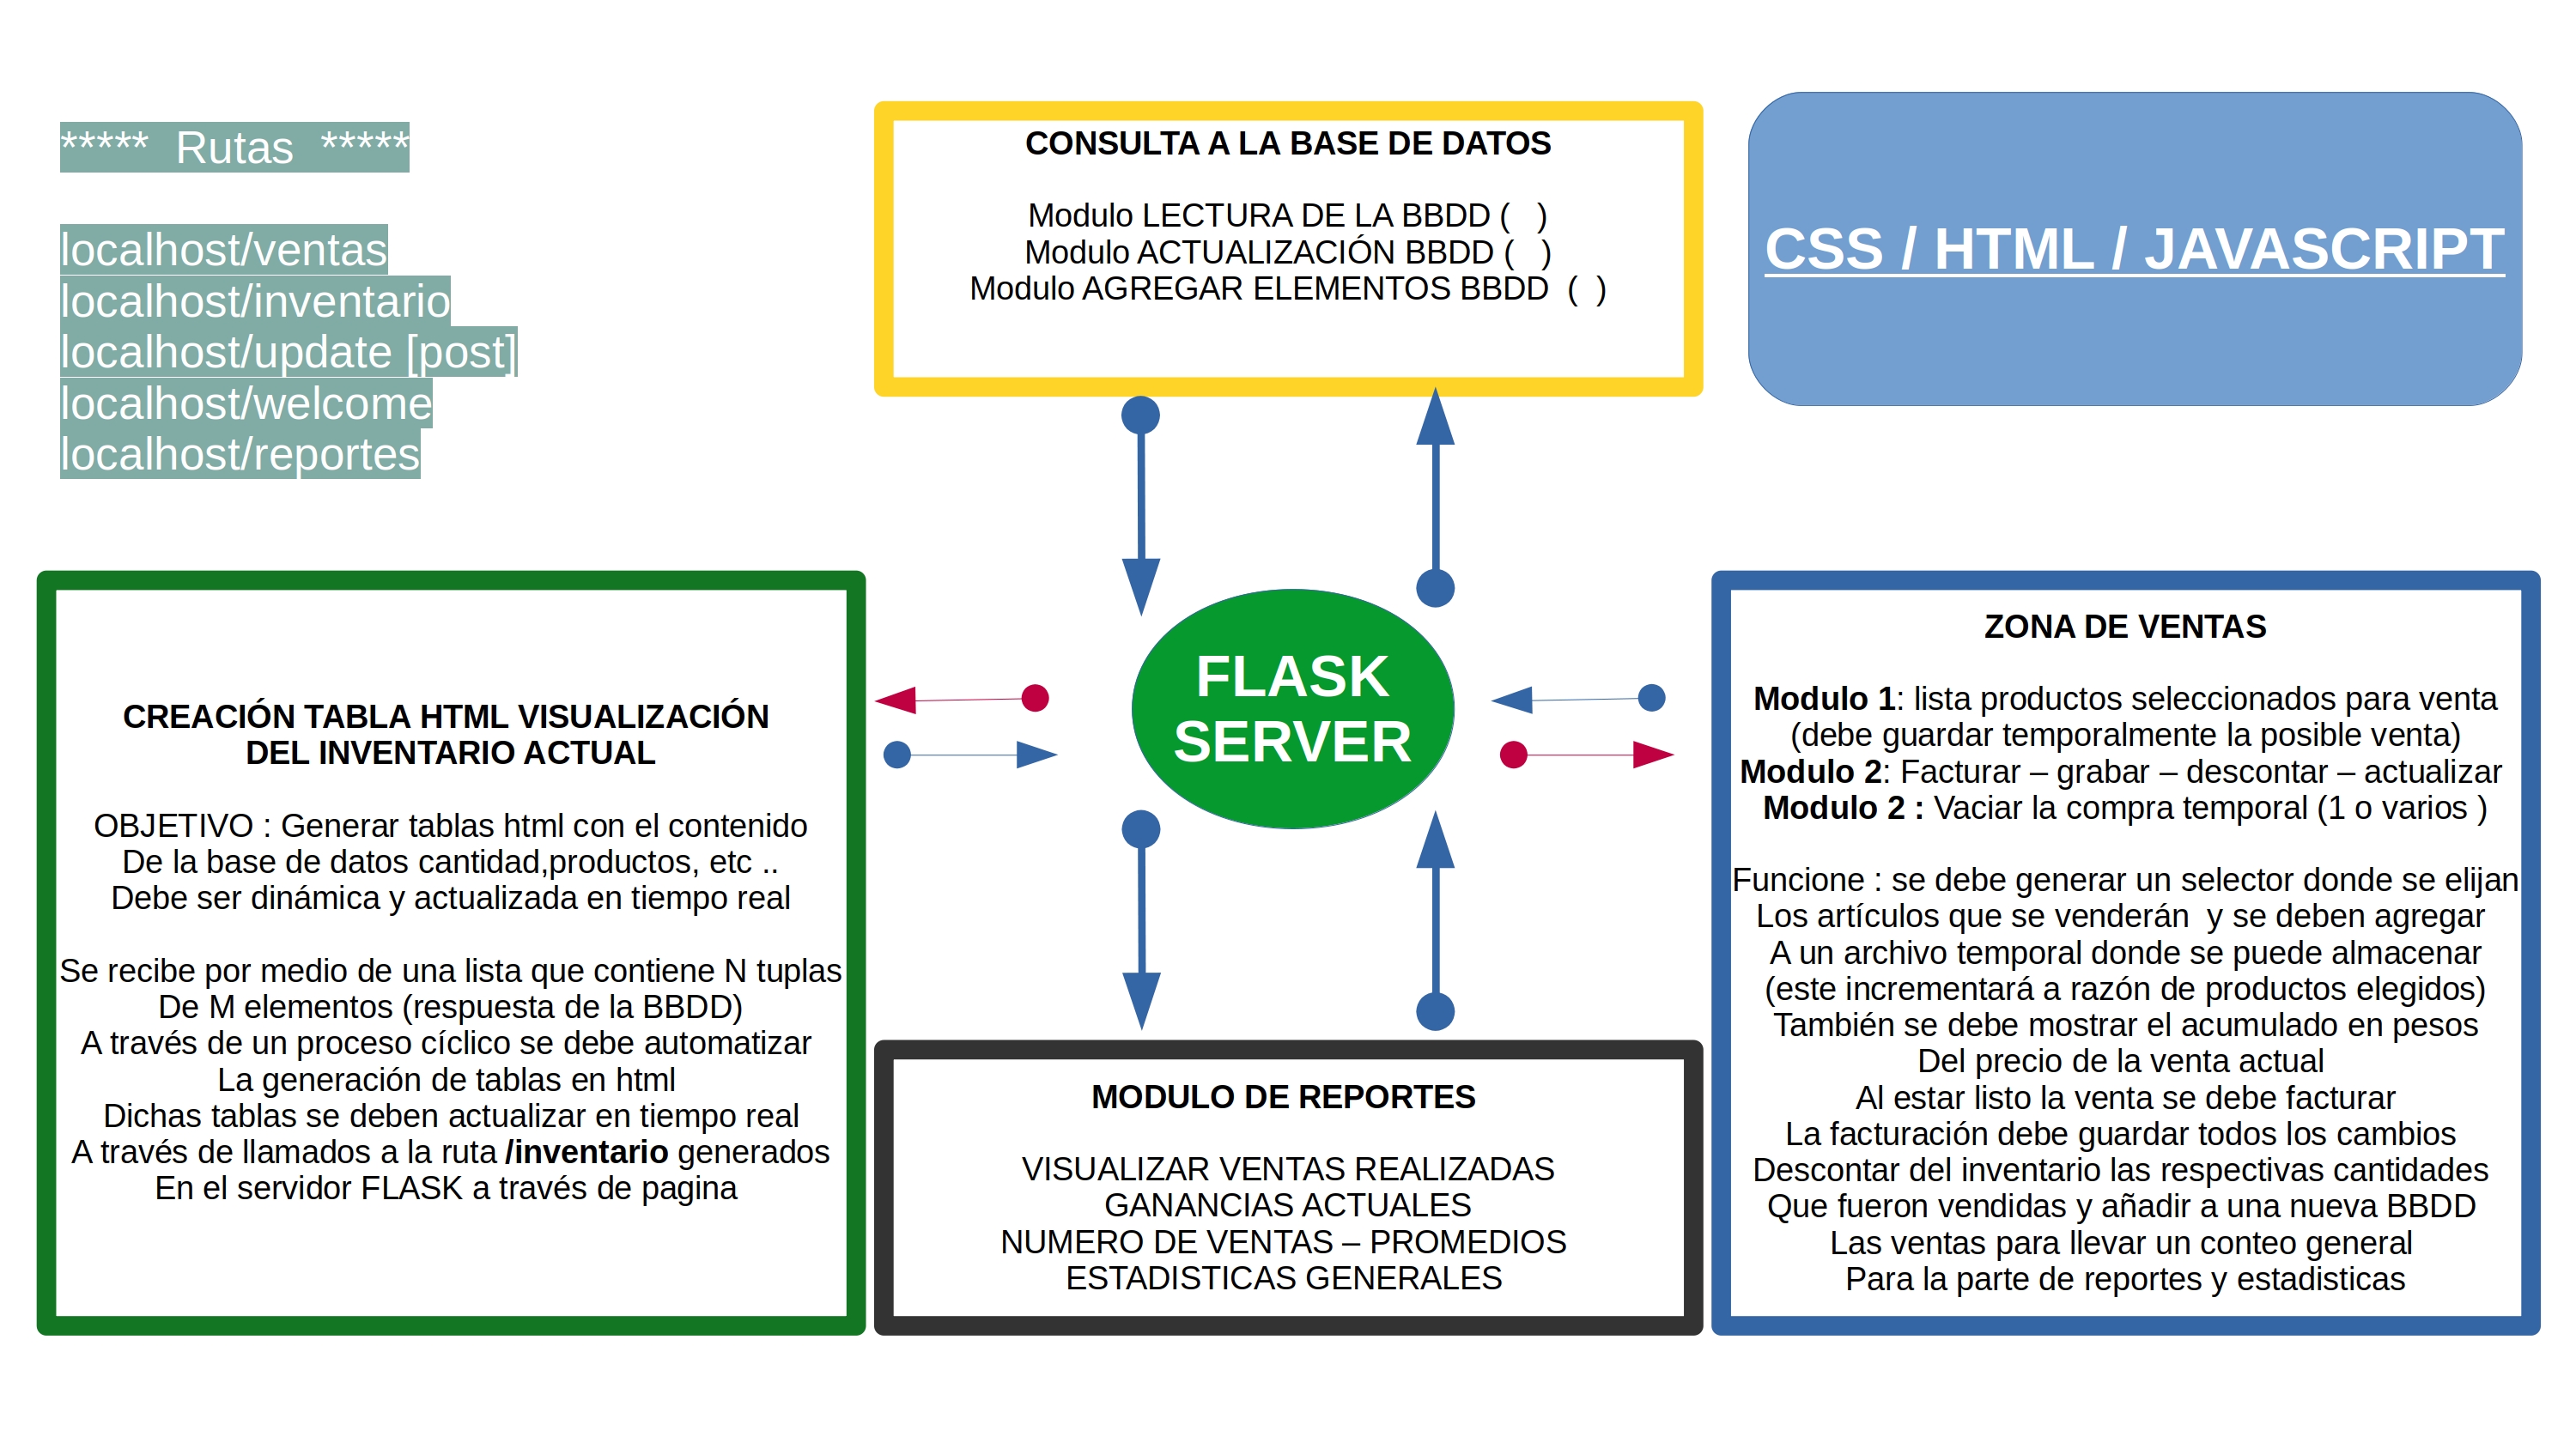 ***** Rutas *****
localhost/ventas
localhost/inventario
localhost/update [post]
localhost/welcome
localhost/reportes
CONSULTA A LA BASE DE DATOS
Modulo LECTURA DE LA BBDD (   )
Modulo ACTUALIZACIÓN BBDD (   )
Modulo AGREGAR ELEMENTOS BBDD  (  )
CSS / HTML / JAVASCRIPT
CREACIÓN TABLA HTML VISUALIZACIÓN
DEL INVENTARIO ACTUAL
OBJETIVO : Generar tablas html con el contenido
De la base de datos cantidad,productos, etc ..
Debe ser dinámica y actualizada en tiempo real
Se recibe por medio de una lista que contiene N tuplas
De M elementos (respuesta de la BBDD)
A través de un proceso cíclico se debe automatizar
La generación de tablas en html
Dichas tablas se deben actualizar en tiempo real
A través de llamados a la ruta /inventario generados
En el servidor FLASK a través de pagina
FLASK
SERVER
MODULO DE REPORTES
VISUALIZAR VENTAS REALIZADAS
GANANCIAS ACTUALES
NUMERO DE VENTAS – PROMEDIOS
ESTADISTICAS GENERALES
ZONA DE VENTAS
Modulo 1: lista productos seleccionados para venta
(debe guardar temporalmente la posible venta)
Modulo 2: Facturar – grabar – descontar – actualizar
Modulo 2 : Vaciar la compra temporal (1 o varios )
Funcione : se debe generar un selector donde se elijan
Los artículos que se venderán  y se deben agregar
A un archivo temporal donde se puede almacenar
(este incrementará a razón de productos elegidos)
También se debe mostrar el acumulado en pesos
Del precio de la venta actual
Al estar listo la venta se debe facturar
La facturación debe guardar todos los cambios
Descontar del inventario las respectivas cantidades
Que fueron vendidas y añadir a una nueva BBDD
Las ventas para llevar un conteo general
Para la parte de reportes y estadisticas